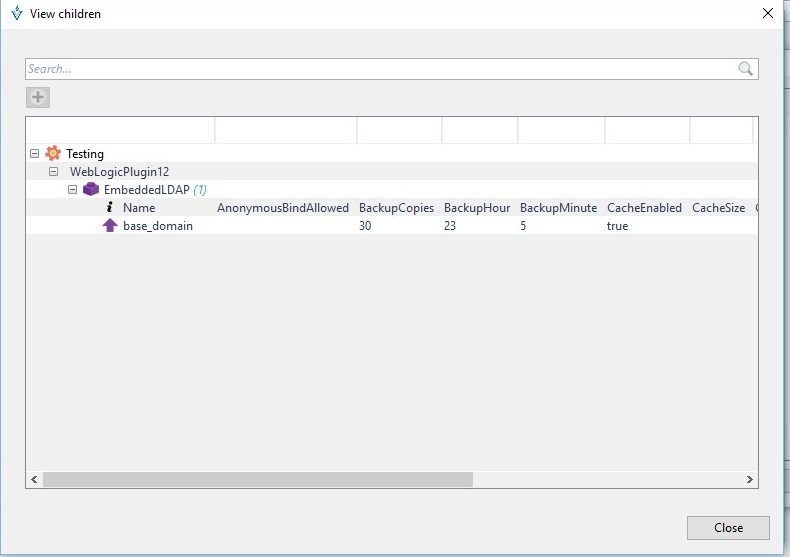 View children
Search...
Testing
WebLogicPlugin12
EmbeddedLDAP (1)
Name AnonymousBindAllowed BackupCopies BackupHour BackupMinute CacheEnabled CacheSize
base_domain 30 23 5 true
Close